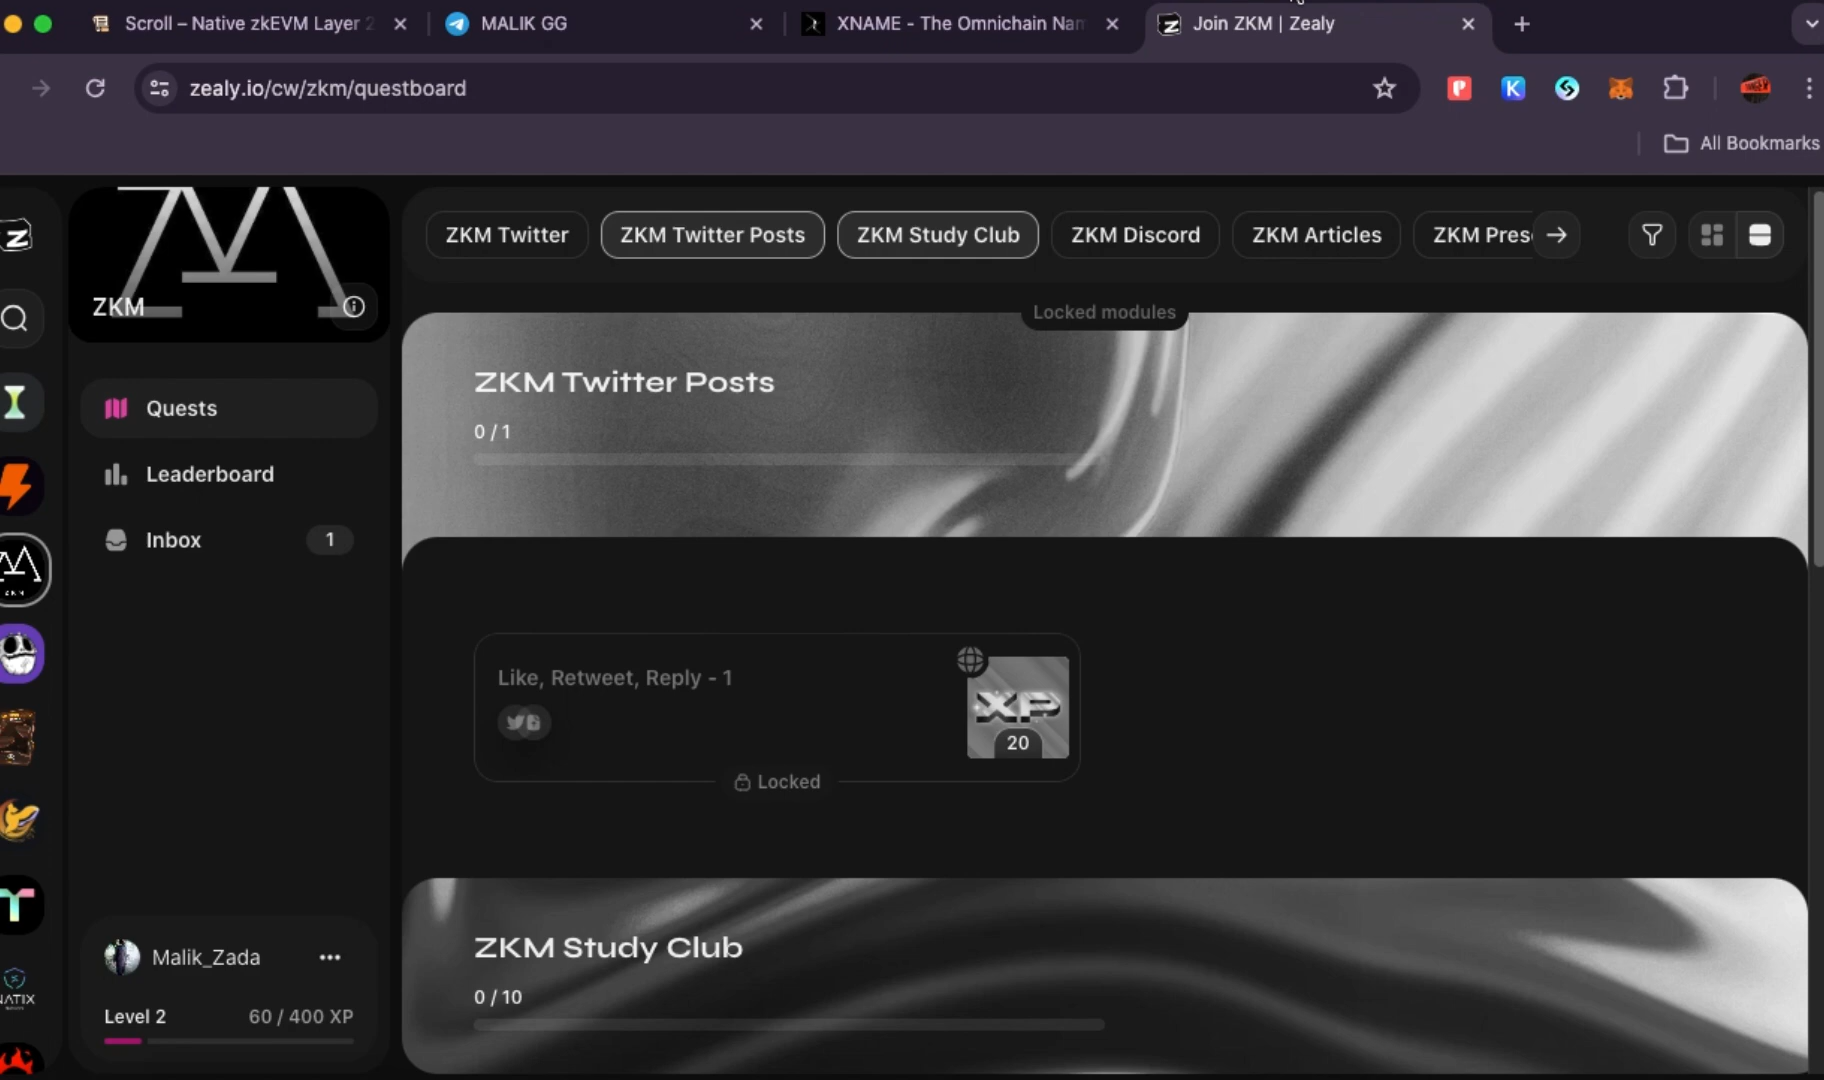 Scroll – Native zkEVM Layer 2
MALIK GG
XNAME - The Omnichain Nam
Join ZKM | Zealy
zealy.io/cw/zkm/questboard
All Bookmarks
ZKM
Quests
Leaderboard
Inbox 1
ZKM Twitter
ZKM Twitter Posts
ZKM Study Club
ZKM Discord
ZKM Articles
ZKM Pres
Locked modules
ZKM Twitter Posts
0 / 1
Like, Retweet, Reply - 1
XP
20
Locked
ZKM Study Club
0 / 10
ZKM
NATIX
Malik_Zada
Level 2 60 / 400 XP